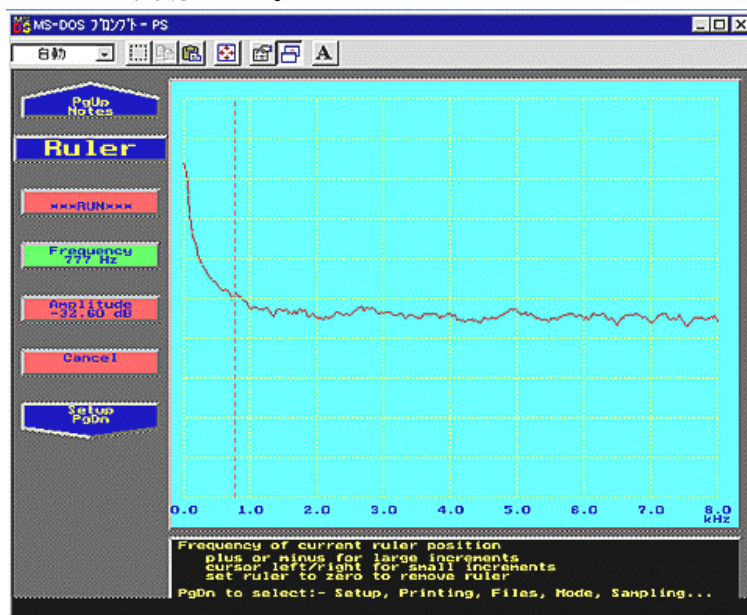 MS-DOS プロンプト - PS
自動
A
PgUp
Notes
Ruler
***RUN***
Frequency
777 Hz
Amplitude
-32.60 dB
Cancel
Setup
PgDn
0.0 1.0 2.0 3.0 4.0 5.0 6.0 7.0 8.0
kHz
Frequency of current ruler position
plus or minus for large increments
cursor left/right for small increments
set ruler to zero to remove ruler
PgDn to select:- Setup, Printing, Files, Mode, Sampling...